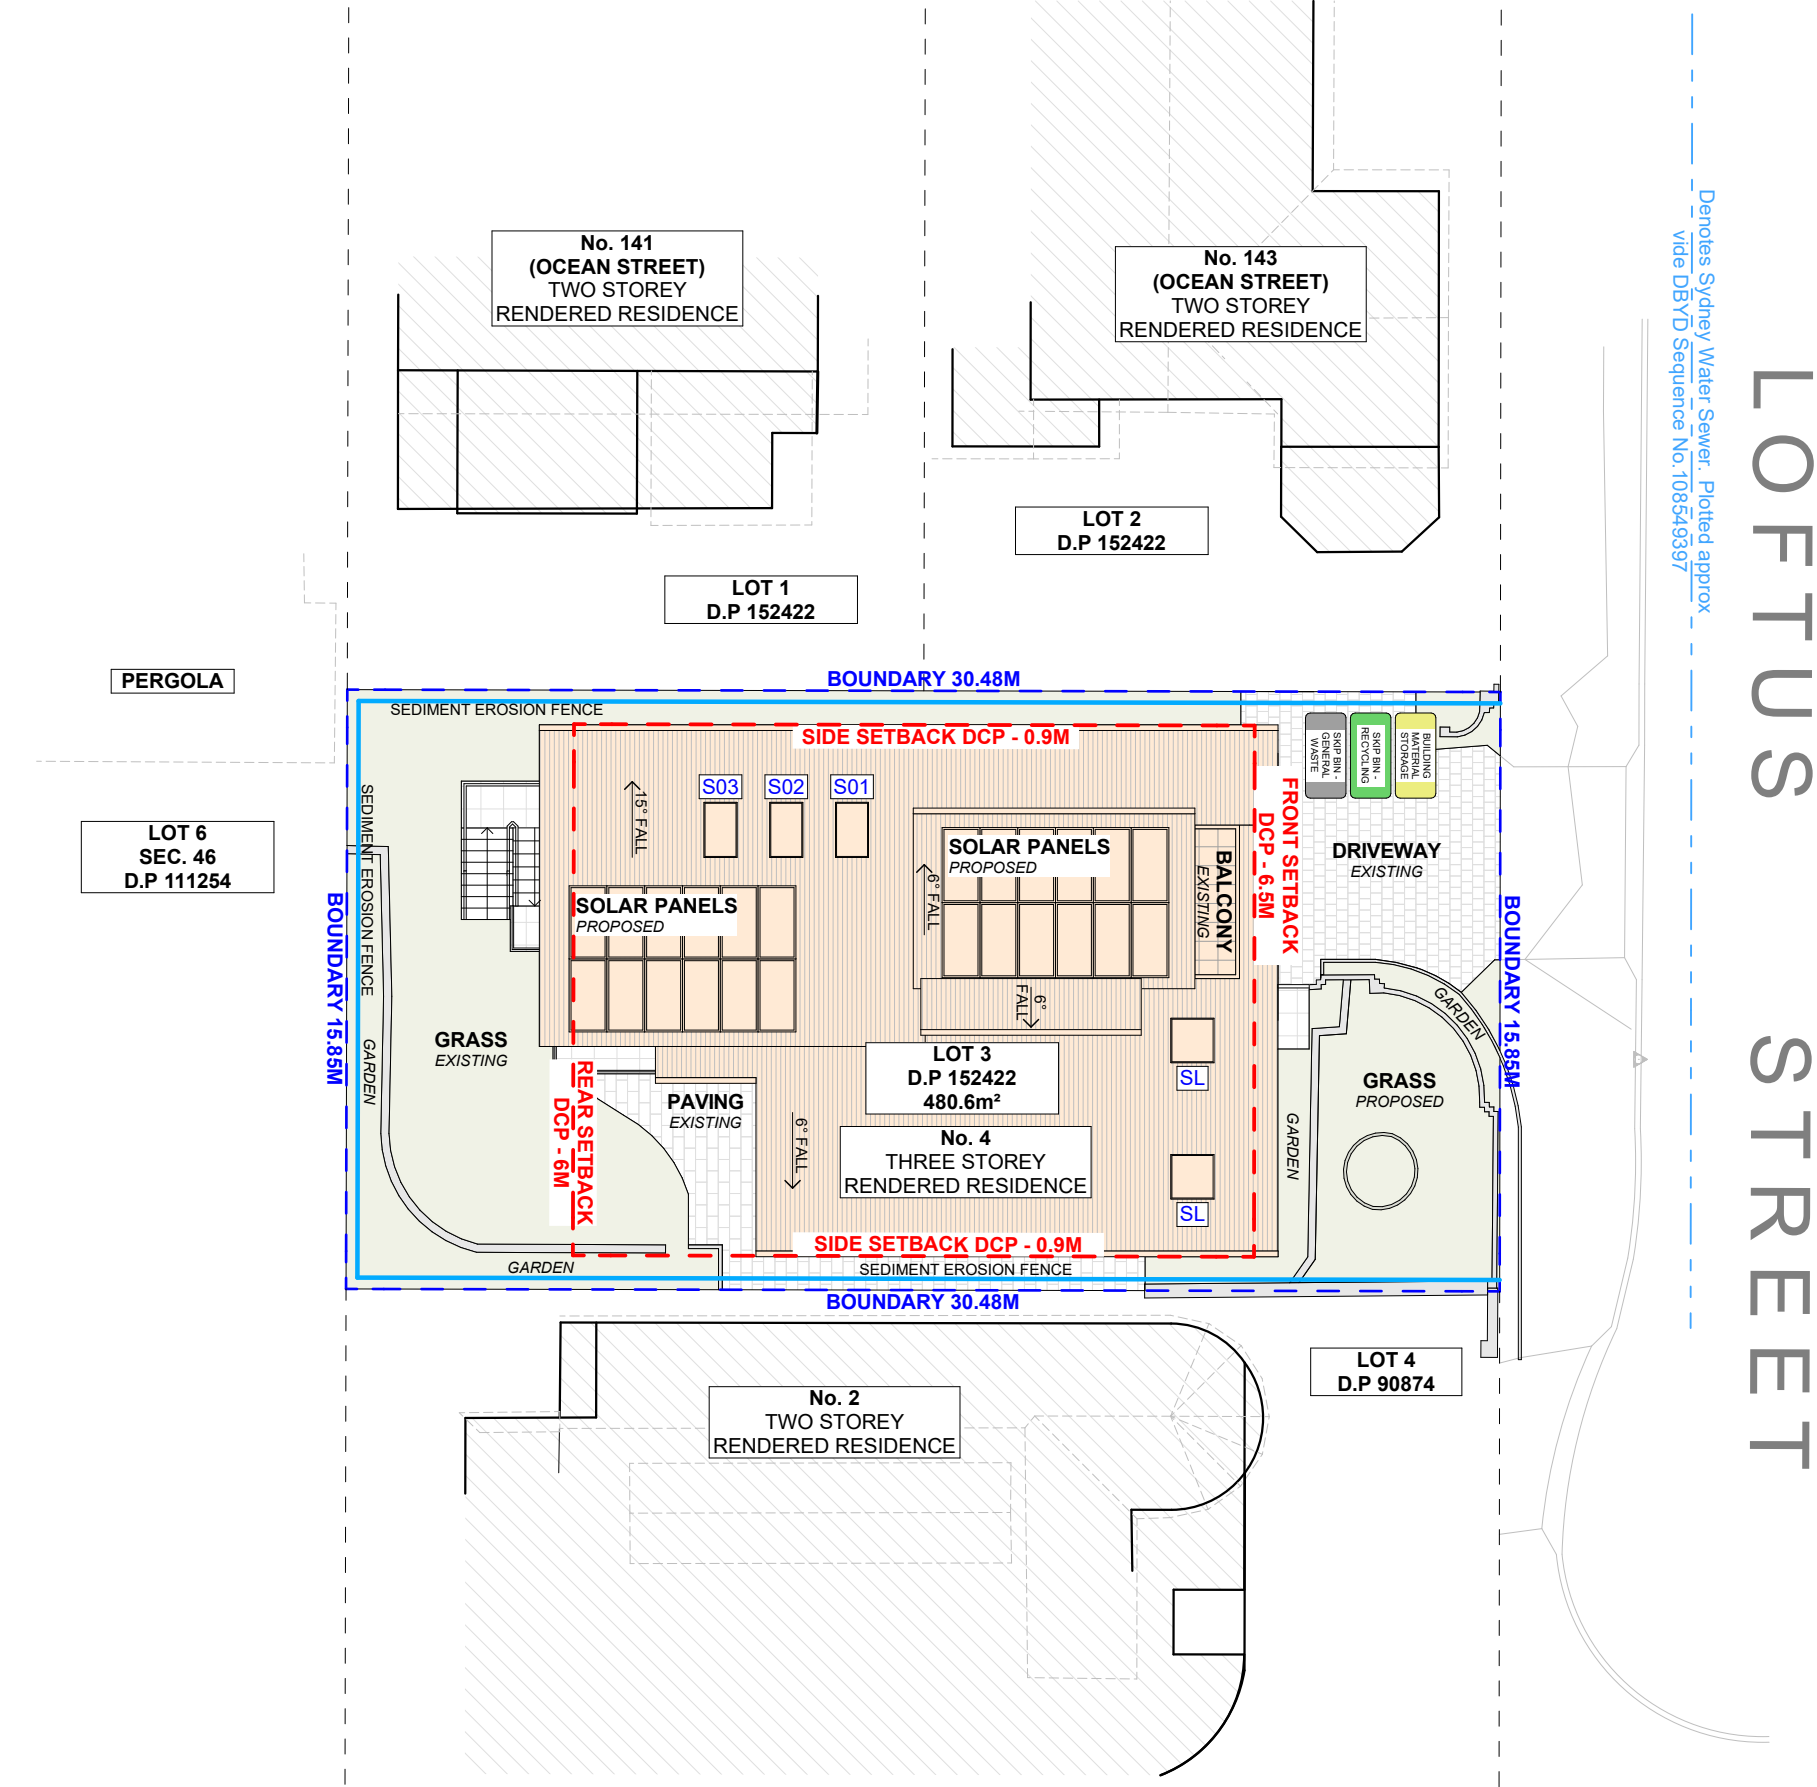 No. 141
(OCEAN STREET)
TWO STOREY
RENDERED RESIDENCE
No. 143
(OCEAN STREET)
TWO STOREY
RENDERED RESIDENCE
Denotes Sydney Water Sewer. Plotted approx
vide DBYD Sequence No.108549397
LOFTUS STREET
LOT 2
D.P 152422
LOT 1
D.P 152422
PERGOLA
BOUNDARY 30.48M
SEDIMENT EROSION FENCE
SIDE SETBACK DCP - 0.9M
SKIP BIN -
GENERAL
WASTE
SKIP BIN -
RECYCLING
BUILDING
MATERIAL
STORAGE
S03
S02
S01
15° FALL
FRONT SETBACK
DCP - 6.5M
LOT 6
SEC. 46
D.P 111254
SEDIMENT EROSION FENCE
SOLAR PANELS
PROPOSED
BALCONY
EXISTING
DRIVEWAY
EXISTING
6° FALL
SOLAR PANELS
PROPOSED
BOUNDARY 15.85M
BOUNDARY 15.85M
6°
FALL
GARDEN
GRASS
EXISTING
GARDEN
LOT 3
D.P 152422
480.6m²
SL
REAR SETBACK
DCP - 6M
PAVING
EXISTING
GRASS
PROPOSED
6° FALL
No. 4
THREE STOREY
RENDERED RESIDENCE
GARDEN
SL
SIDE SETBACK DCP - 0.9M
GARDEN
SEDIMENT EROSION FENCE
BOUNDARY 30.48M
LOT 4
D.P 90874
No. 2
TWO STOREY
RENDERED RESIDENCE